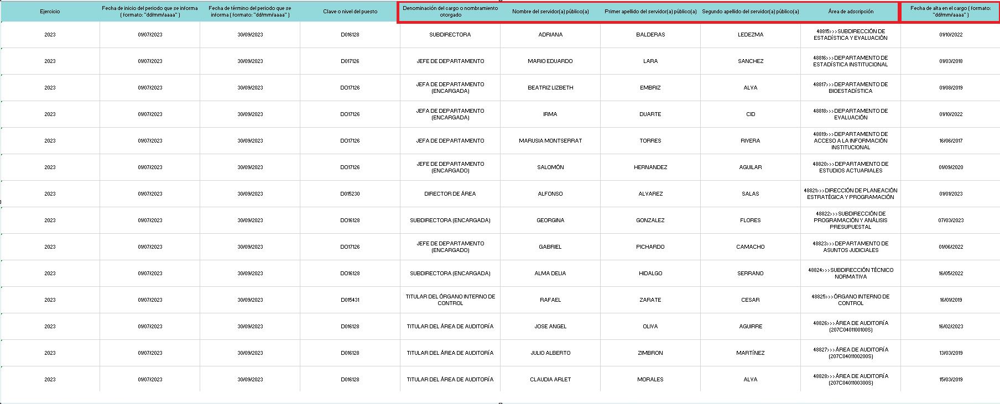 Ejercicio
Fecha de inicio del periodo que se informa
( formato: "dd/mm/aaaa" )
Fecha de término del periodo que se
informa ( formato: "dd/mm/aaaa" )
Clave o nivel del puesto
Denominación del cargo o nombramiento
otorgado
Nombre del servidor(a) público(a)
Primer apellido del servidor(a) público(a)
Segundo apellido del servidor(a) público(a)
Área de adscripción
Fecha de alta en el cargo ( formato:
"dd/mm/aaaa" )
2023
01/07/2023
30/09/2023
D016128
SUBDIRECTORA
ADRIANA
BALDERAS
LEDEZMA
48815>>>SUBDIRECCIÓN DE
ESTADÍSTICA Y EVALUACIÓN
01/10/2022
2023
01/07/2023
30/09/2023
D017126
JEFE DE DEPARTAMENTO
MARIO EDUARDO
LARA
SANCHEZ
48816>>>DEPARTAMENTO DE
ESTADÍSTICA INSTITUCIONAL
01/03/2018
2023
01/07/2023
30/09/2023
DO17126
JEFA DE DEPARTAMENTO
(ENCARGADA)
BEATRIZ LIZBETH
EMBRIZ
ALVA
48817>>>DEPARTAMENTO DE
BIOESTADÍSTICA
01/08/2019
2023
01/07/2023
30/09/2023
DO17126
JEFA DE DEPARTAMENTO
(ENCARGADA)
IRMA
DUARTE
CID
48818>>>DEPARTAMENTO DE
EVALUACIÓN
01/10/2022
2023
01/07/2023
30/09/2023
DO17126
JEFA DE DEPARTAMENTO
MARUSIA MONTSERRAT
TORRES
RIVERA
48819>>>DEPARTAMENTO DE
ACCESO A LA INFORMACIÓN
INSTITUCIONAL
16/06/2017
2023
01/07/2023
30/09/2023
DO17126
JEFE DE DEPARTAMENTO
(ENCARGADO)
SALOMÓN
HERNANDEZ
AGUILAR
48820>>>DEPARTAMENTO DE
ESTUDIOS ACTUARIALES
01/09/2020
2023
01/07/2023
30/09/2023
D015230
DIRECTOR DE ÁREA
ALFONSO
ALVAREZ
SALAS
48821>>>DIRECCIÓN DE PLANEACIÓN
ESTRATÉGICA Y PROGRAMACIÓN
01/01/2023
2023
01/07/2023
30/09/2023
DO16128
SUBDIRECTORA (ENCARGADA)
GEORGINA
GONZALEZ
FLORES
48822>>>SUBDIRECCIÓN DE
PROGRAMACIÓN Y ANÁLISIS
PRESUPUESTAL
07/03/2023
2023
01/07/2023
30/09/2023
DO17126
JEFE DE DEPARTAMENTO
(ENCARGADO)
GABRIEL
PICHARDO
CAMACHO
48823>>>DEPARTAMENTO DE
ASUNTOS JUDICIALES
01/06/2022
2023
01/07/2023
30/09/2023
DO16128
SUBDIRECTORA (ENCARGADA)
ALMA DELIA
HIDALGO
SERRANO
48824>>>SUBDIRECCIÓN TÉCNICO
NORMATIVA
16/05/2022
2023
01/07/2023
30/09/2023
D015431
TITULAR DEL ÓRGANO INTERNO DE
CONTROL
RAFAEL
ZARATE
CESAR
48825>>>ÓRGANO INTERNO DE
CONTROL
16/01/2019
2023
01/07/2023
30/09/2023
D016128
TITULAR DEL ÁREA DE AUDITORÍA
JOSE ANGEL
OLIVA
AGUIRRE
48826>>>ÁREA DE AUDITORÍA
(207C0401100100S)
16/02/2023
2023
01/07/2023
30/09/2023
D016128
TITULAR DEL ÁREA DE AUDITORÍA
JULIO ALBERTO
ZIMBRON
MARTÍNEZ
48827>>>ÁREA DE AUDITORÍA
(207C0401100200S)
13/03/2019
2023
01/07/2023
30/09/2023
D016128
TITULAR DEL ÁREA DE AUDITORÍA
CLAUDIA ARLET
MORALES
ALVA
48828>>>ÁREA DE AUDITORÍA
(207C0401100300S)
15/03/2019